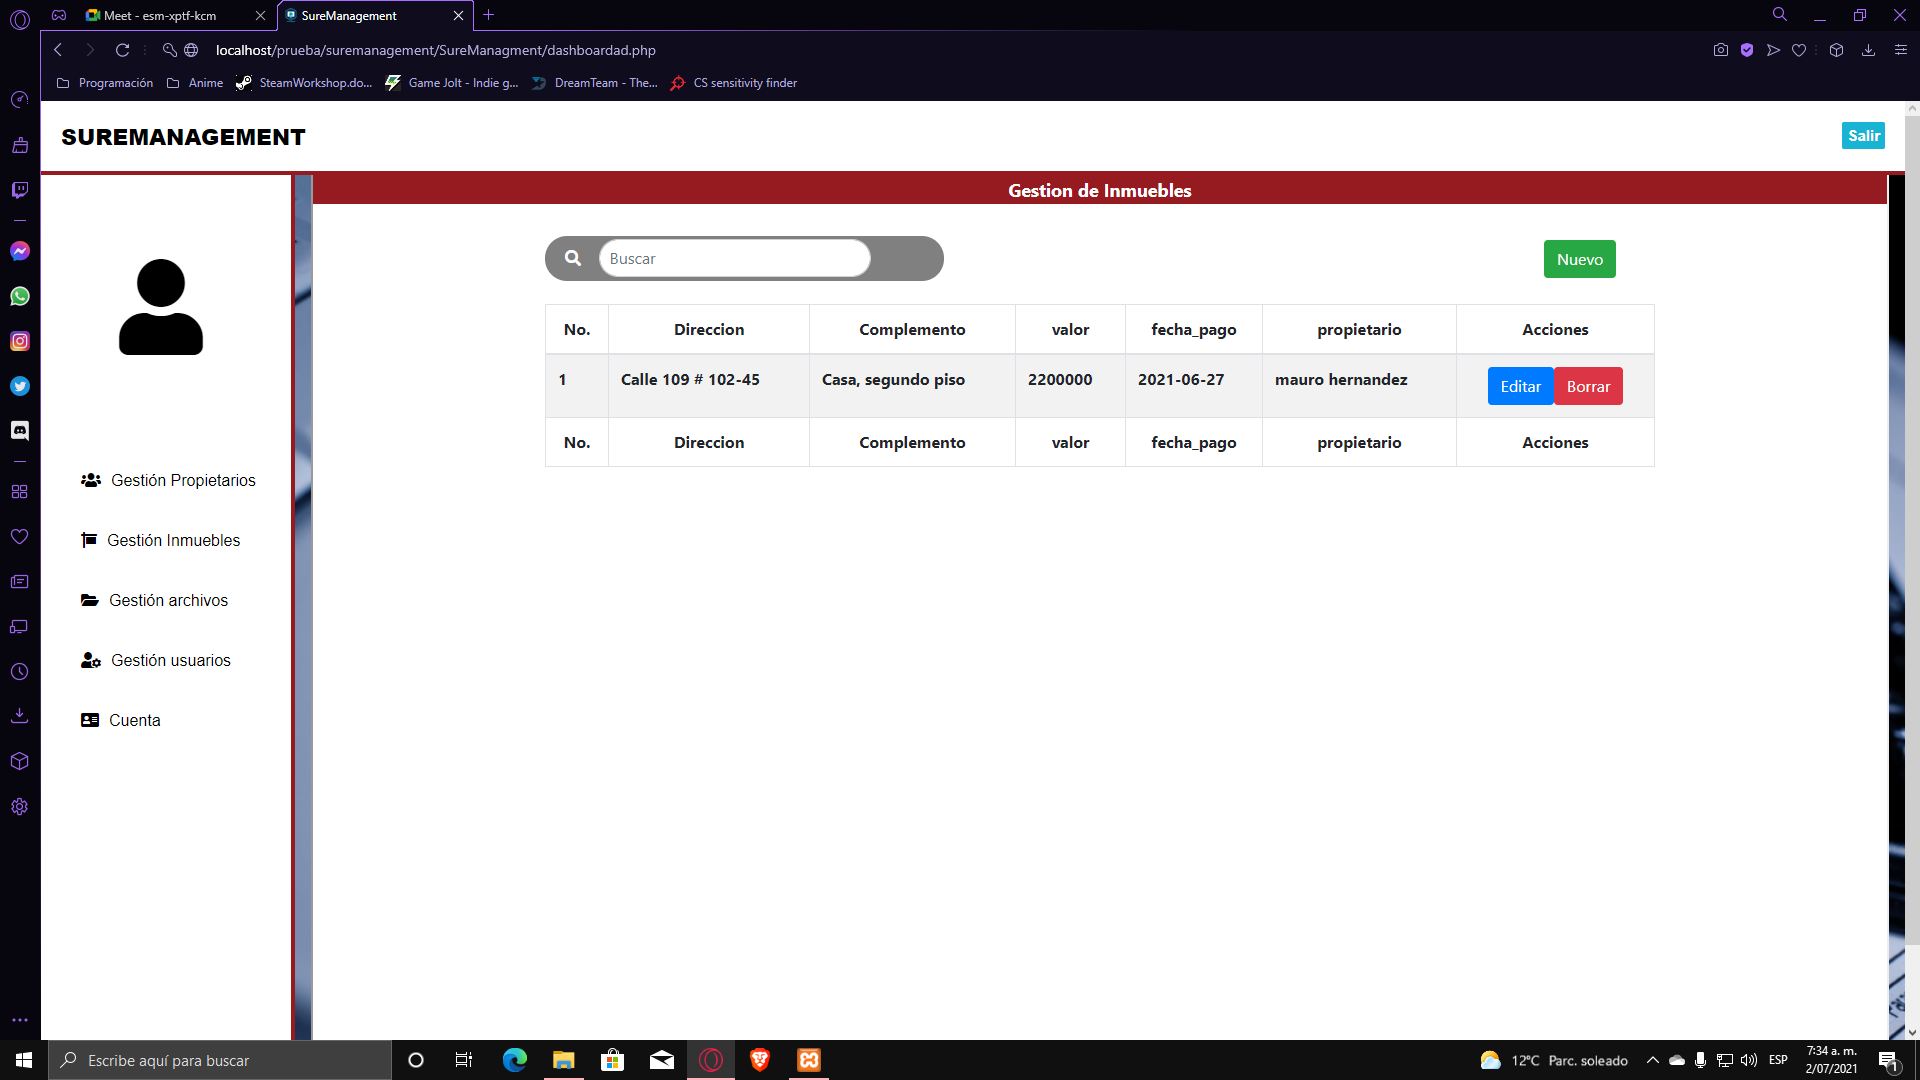 Meet - esm-xptf-kcm
SureManagement
localhost/prueba/suremanagement/SureManagment/dashboardad.php
Programación
Anime
SteamWorkshop.do...
Game Jolt - Indie g...
DreamTeam - The...
CS sensitivity finder
SUREMANAGEMENT
Salir
Gestion de Inmuebles
Buscar
Nuevo
No. Direccion Complemento valor fecha_pago propietario Acciones
1 Calle 109 # 102-45 Casa, segundo piso 2200000 2021-06-27 mauro hernandez Editar Borrar
No. Direccion Complemento valor fecha_pago propietario Acciones
Gestión Propietarios
Gestión Inmuebles
Gestión archivos
Gestión usuarios
Cuenta
Escribe aquí para buscar
12°C Parc. soleado
ESP
7:34 a. m.
2/07/2021
1